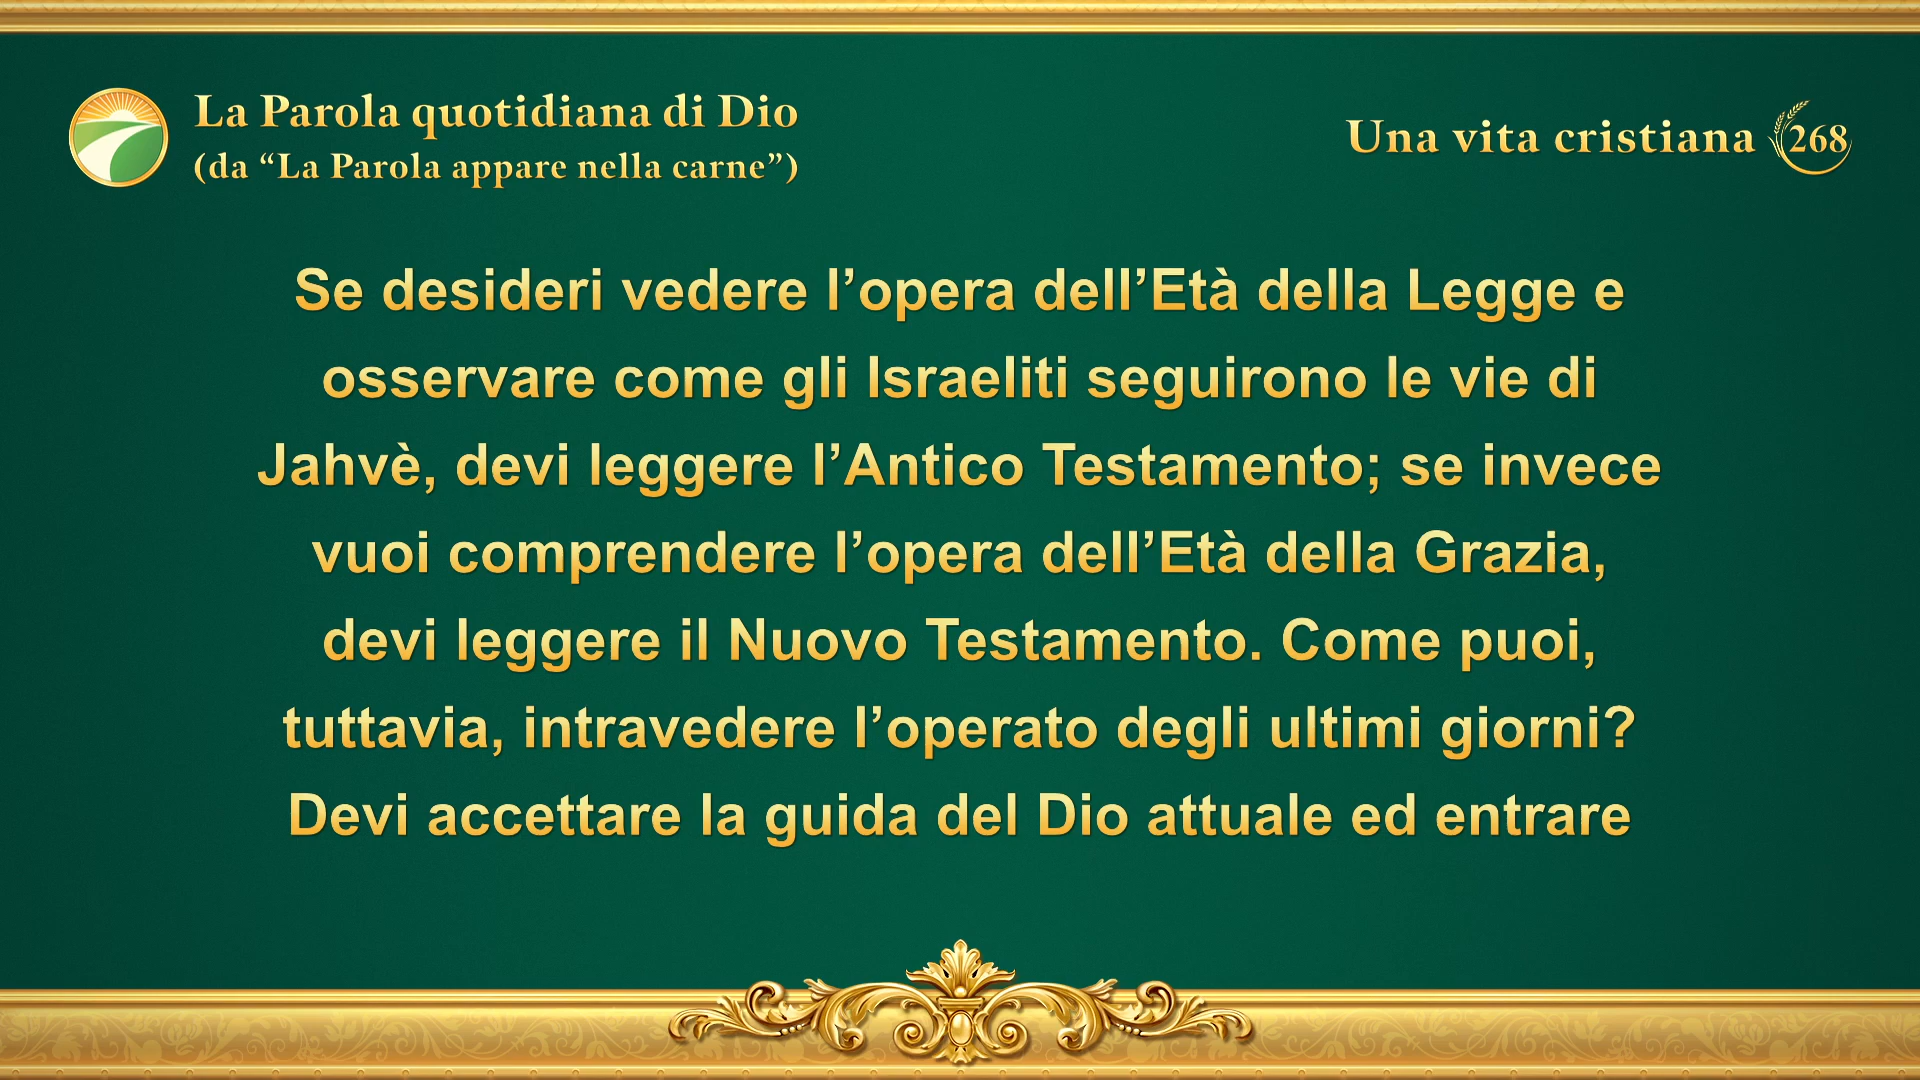 La Parola quotidiana di Dio
(da “La Parola appare nella carne”)
Una vita cristiana 268
Se desideri vedere l’opera dell’Età della Legge e
osservare come gli Israeliti seguirono le vie di
Jahvè, devi leggere l’Antico Testamento; se invece
vuoi comprendere l’opera dell’Età della Grazia,
devi leggere il Nuovo Testamento. Come puoi,
tuttavia, intravedere l’operato degli ultimi giorni?
Devi accettare la guida del Dio attuale ed entrare